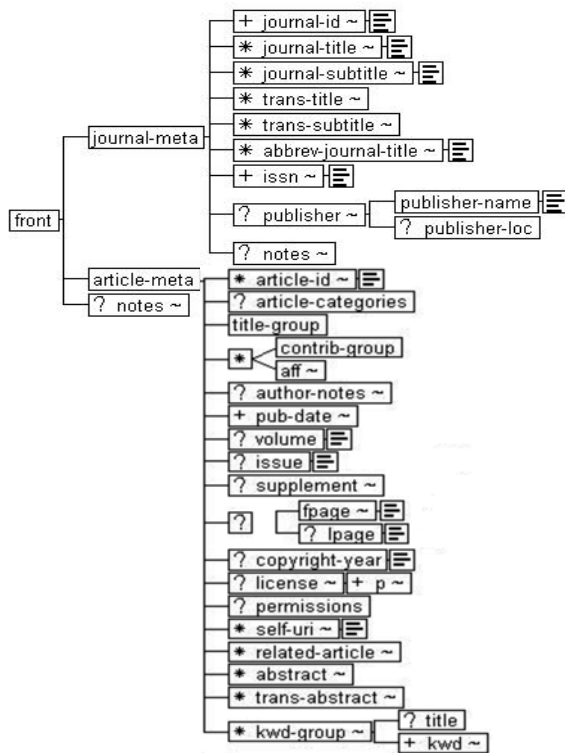 + journal-id ~
* journal-title ~
* journal-subtitle ~
* trans-title ~
* trans-subtitle ~
journal-meta
* abbrev-journal-title ~
+ issn ~
publisher-name
? publisher ~
front
? publisher-loc
? notes ~
article-meta
* article-id ~
? notes ~
? article-categories
title-group
contrib-group
*
aff ~
? author-notes ~
+ pub-date ~
? volume
? issue
? supplement ~
fpage ~
?
? lpage
? copyright-year
? license ~ + p ~
? permissions
* self-uri ~
* related-article ~
* abstract ~
* trans-abstract ~
? title
* kwd-group ~
+ kwd ~